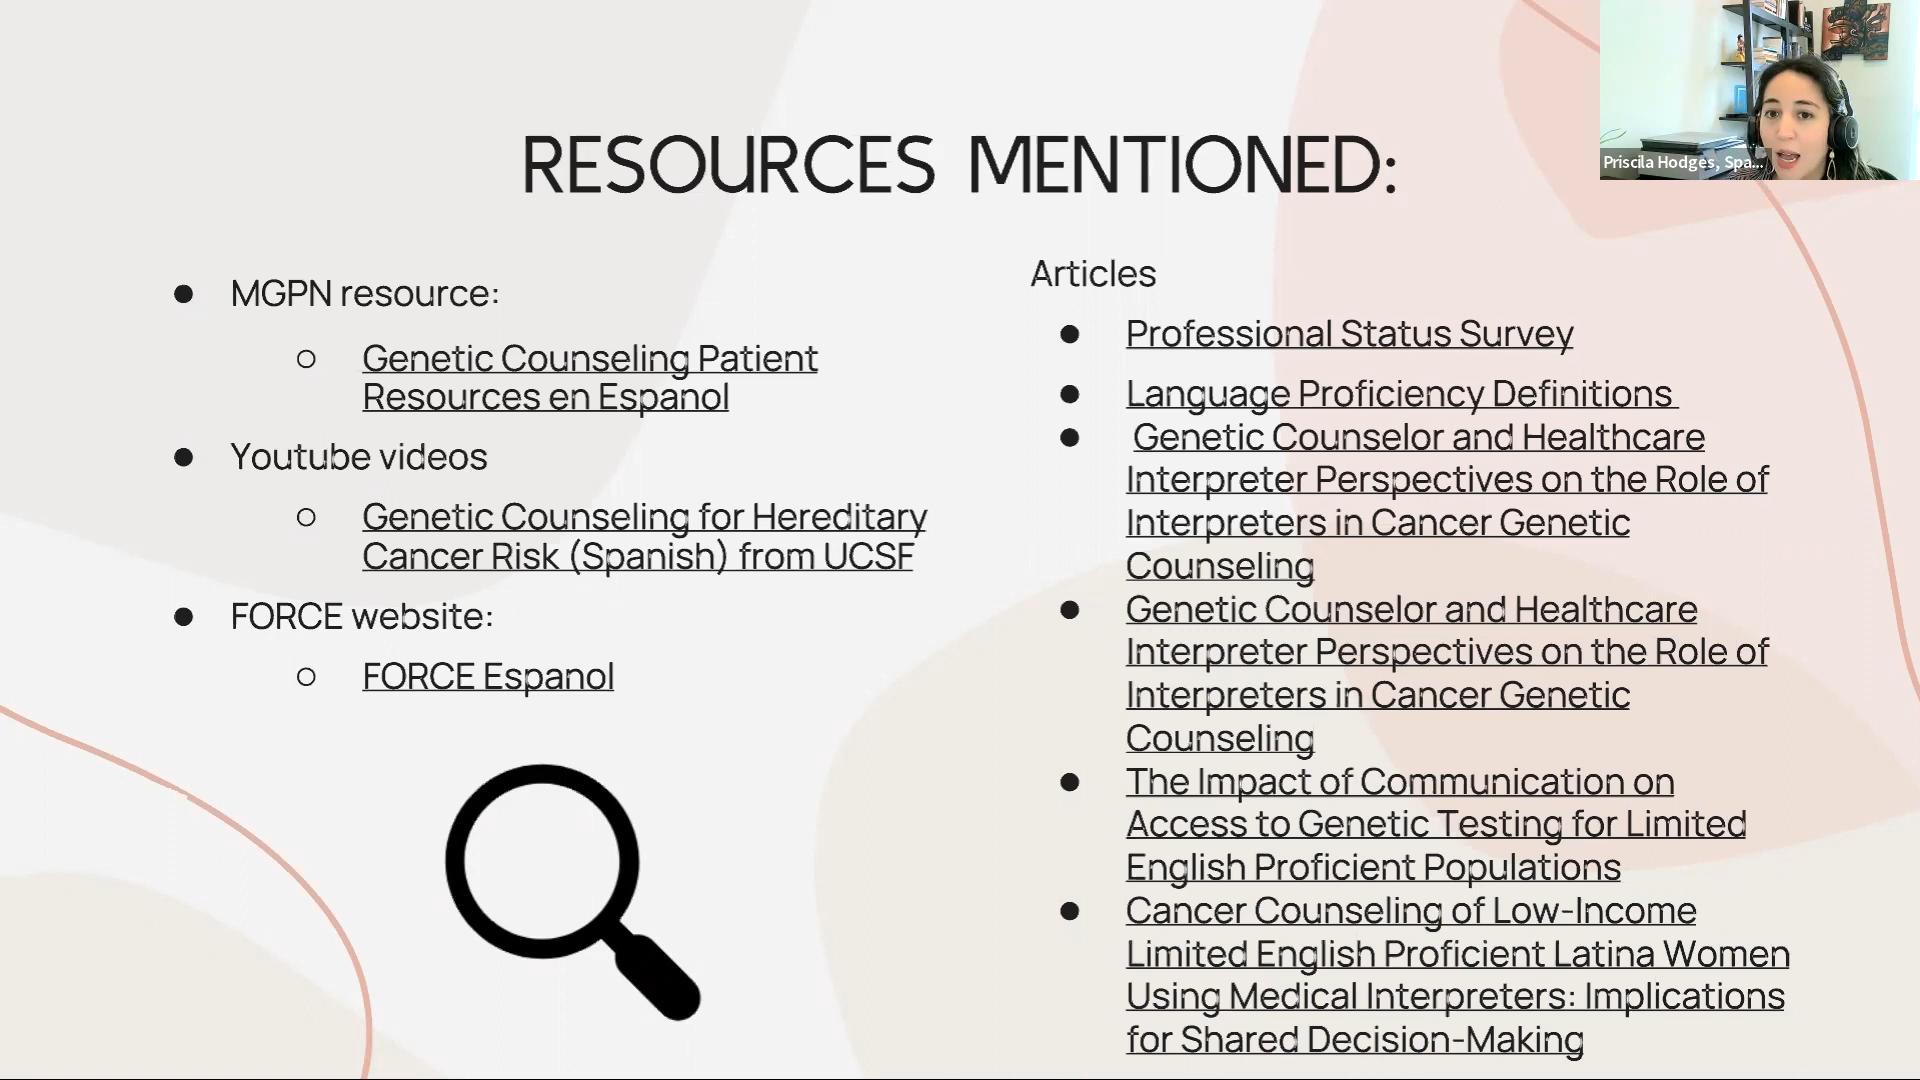 RESOURCES MENTIONED:
MGPN resource:
Genetic Counseling Patient
Resources en Espanol
Youtube videos
Genetic Counseling for Hereditary
Cancer Risk (Spanish) from UCSF
FORCE website:
FORCE Espanol
Articles
Professional Status Survey
Language Proficiency Definitions
Genetic Counselor and Healthcare
Interpreter Perspectives on the Role of
Interpreters in Cancer Genetic
Counseling
Genetic Counselor and Healthcare
Interpreter Perspectives on the Role of
Interpreters in Cancer Genetic
Counseling
The Impact of Communication on
Access to Genetic Testing for Limited
English Proficient Populations
Cancer Counseling of Low-Income
Limited English Proficient Latina Women
Using Medical Interpreters: Implications
for Shared Decision-Making
Priscila Hodges, Spa...